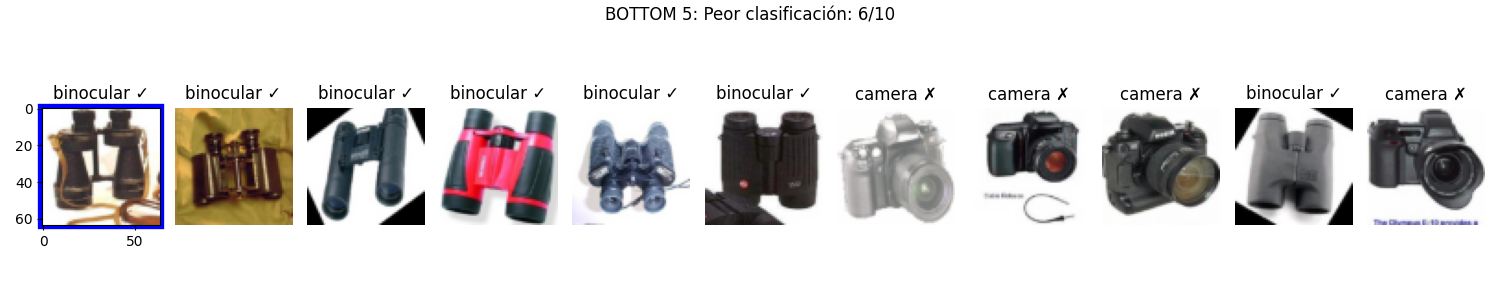 BOTTOM 5: Peor clasificación: 6/10
binocular ✓ binocular ✓ binocular ✓ binocular ✓ binocular ✓ binocular ✓ camera ✗ camera ✗ camera ✗ binocular ✓ camera ✗
0
20
40
60
0 50
The Olympus E-10 provides a